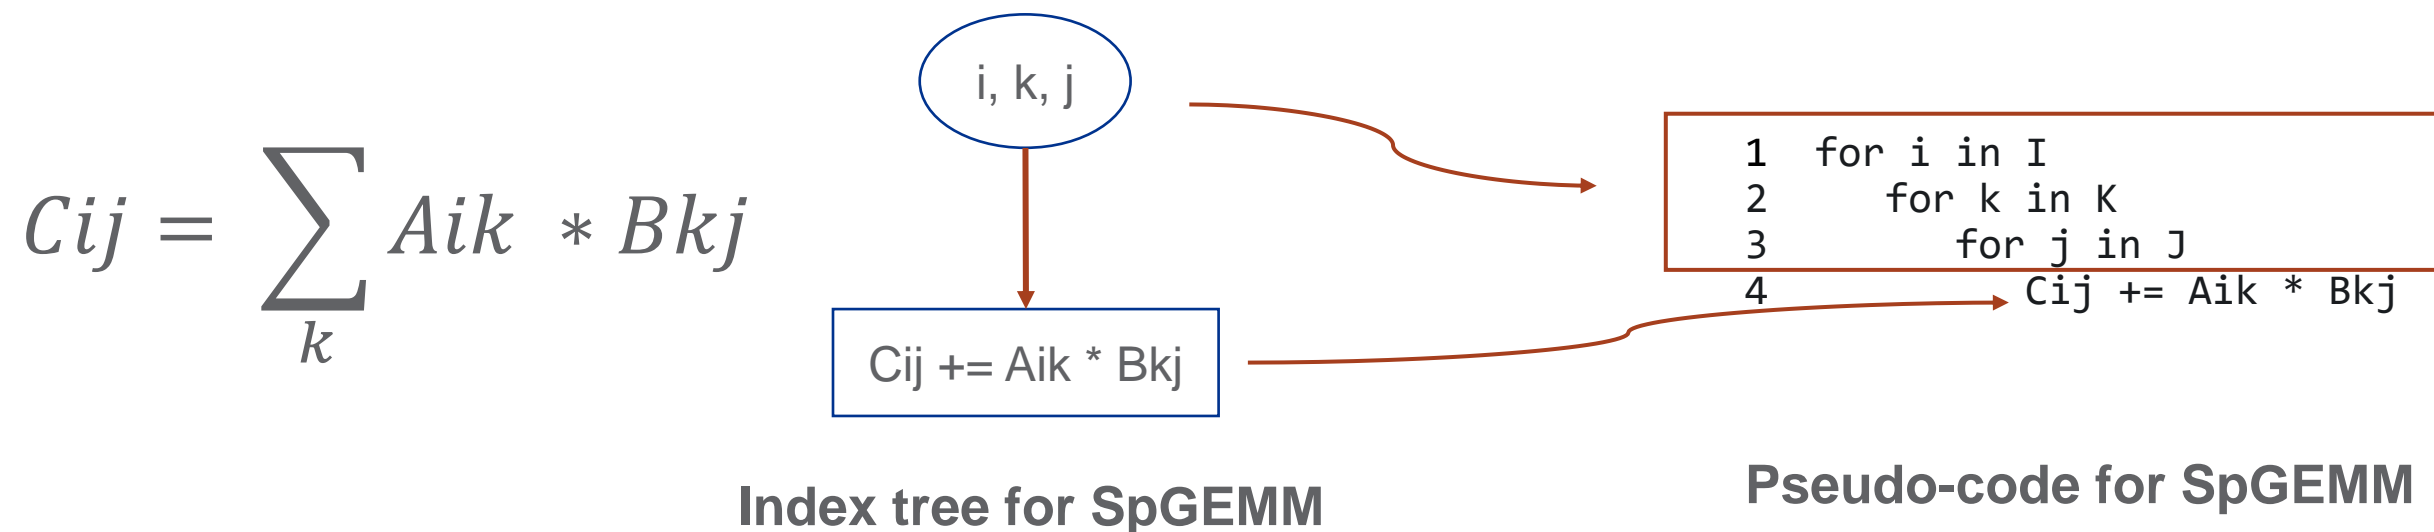 Cij = ∑ Aik * Bkj
k
i, k, j
Cij += Aik * Bkj
Index tree for SpGEMM
1 for i in I
2 for k in K
3 for j in J
4 Cij += Aik * Bkj
Pseudo-code for SpGEMM